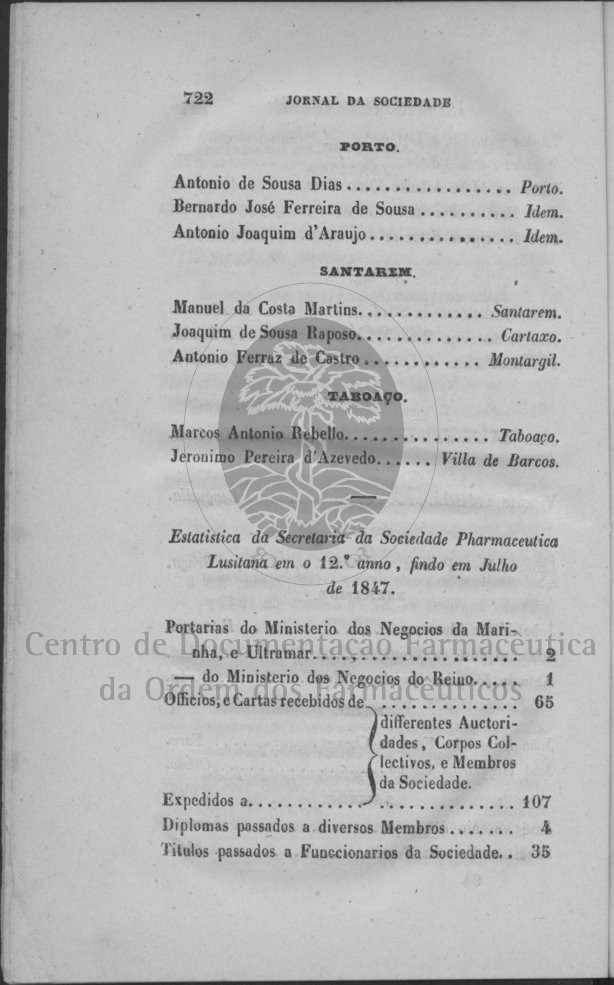 722 JORNAL DA SOCIEDADE
PORTO.
Antonio de Sousa Dias................. Porto.
Bernardo José Ferreira de Sousa.......... Idem.
Antonio Joaquim d'Araujo............... Idem.
SANTAREM.
Manuel da Costa Martins............. Santarem.
Joaquim de Sousa Raposo.............. Cartaxo.
Antonio Ferraz de Castro............ Montargil.
TABOAÇO.
Marcos Antonio Rebello................ Taboaço.
Jeronimo Pereira d'Azevedo...... Villa de Barcos.
—
Estatistica da Secretaria da Sociedade Pharmaceutica
Lusitana em o 12.º anno, findo em Julho
de 1847.
Portarias do Ministerio dos Negocios da Mari-
nha, e Ultramar...................... 2
Centro de Documentação Farmacêutica
— do Ministerio dos Negocios do Reino..... 1
da Ordem dos Farmacêuticos
Officios, e Cartas recebidos de .............. 65
differentes Auctori-
dades, Corpos Col-
lectivos, e Membros
da Sociedade.
Expedidos a........... .............. 107
Diplomas passados a diversos Membros....... 4
Titulos passados a Funccionarios da Sociedade.. 35